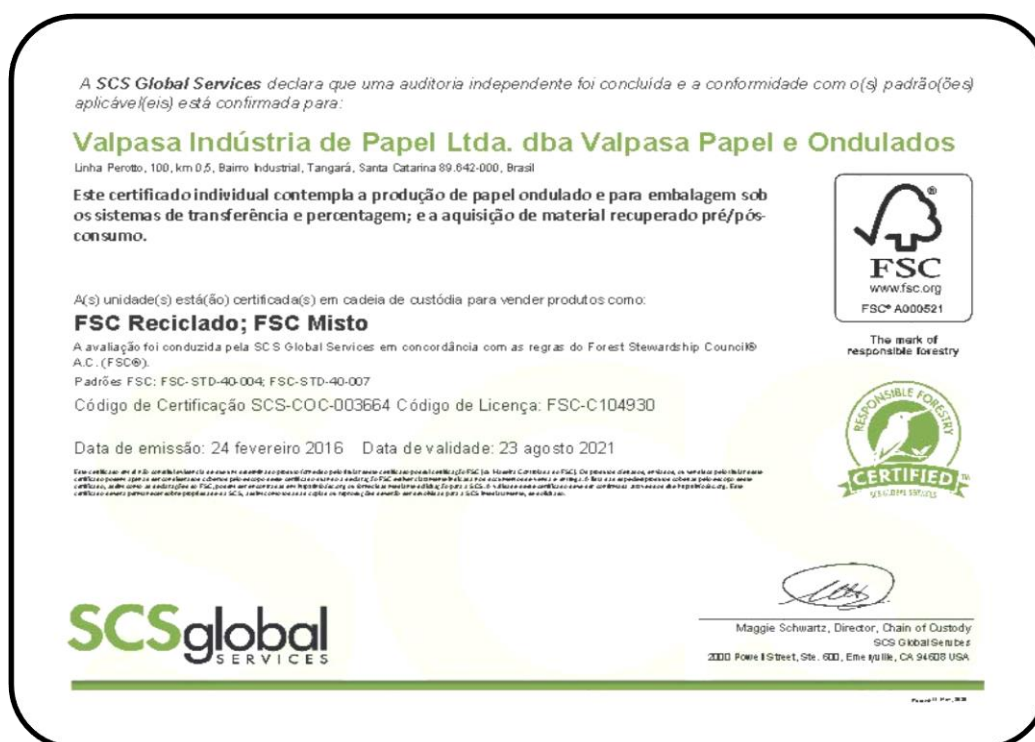 A SCS Global Services declara que uma auditoria independente foi concluída e a conformidade com o(s) padrão(ões)
aplicável(eis) está confirmada para:
Valpasa Indústria de Papel Ltda. dba Valpasa Papel e Ondulados
Linha Perotto, 100, km 0,5, Bairro Industrial, Tangará, Santa Catarina 89.642-000, Brasil
Este certificado individual contempla a produção de papel ondulado e para embalagem sob
os sistemas de transferência e percentagem; e a aquisição de material recuperado pré/pós-
consumo.
A(s) unidade(s) está(ão) certificada(s) em cadeia de custódia para vender produtos como:
FSC Reciclado; FSC Misto
A avaliação foi conduzida pela SCS Global Services em concordância com as regras do Forest Stewardship Council®
A.C. (FSC®).
Padrões FSC: FSC-STD-40-004; FSC-STD-40-007
Código de Certificação SCS-COC-003664 Código de Licença: FSC-C104930
Data de emissão: 24 fevereiro 2016 Data de validade: 23 agosto 2021
®
FSC
www.fsc.org
FSC® A000521
The mark of
responsible forestry
RESPONSIBLE FORESTRY
CERTIFIED™
SCS GLOBAL SERVICES
SCS
SCSglobal
SERVICES
Maggie Schwartz, Director, Chain of Custody
SCS Global Services
2000 Powell Street, Ste. 600, Emeryville, CA 94608 USA